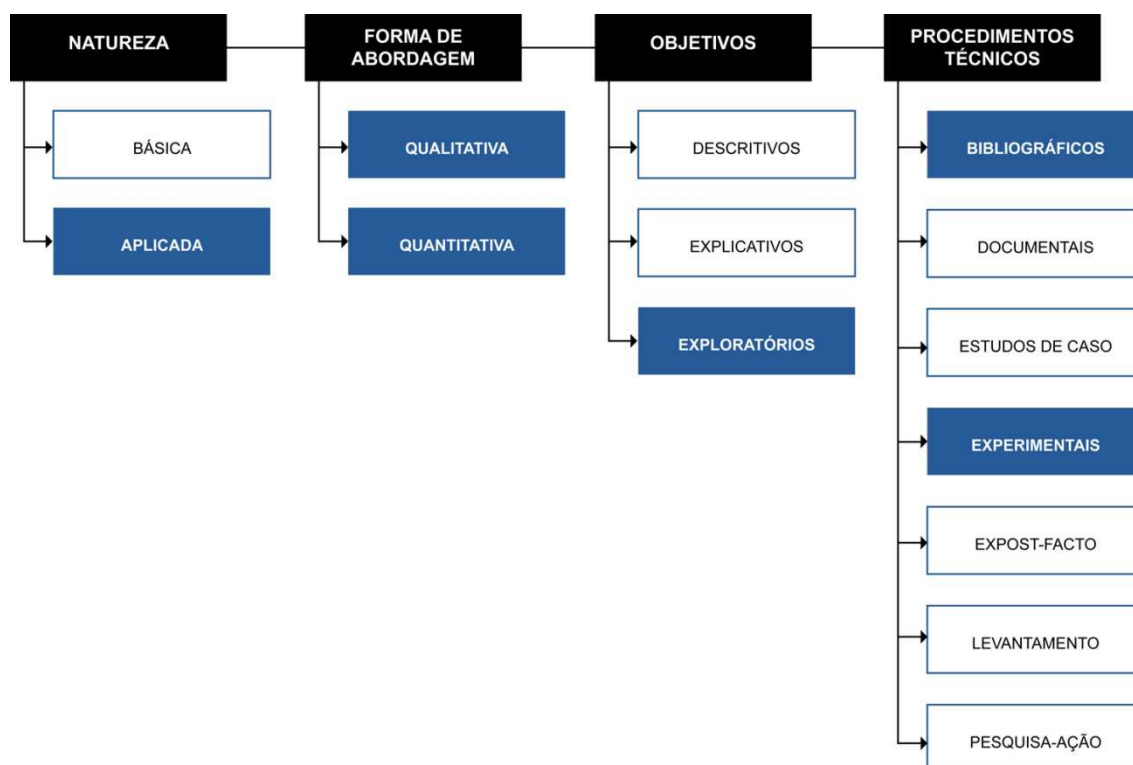 NATUREZA
FORMA DE
ABORDAGEM
OBJETIVOS
PROCEDIMENTOS
TÉCNICOS
BÁSICA
APLICADA
QUALITATIVA
QUANTITATIVA
DESCRITIVOS
EXPLICATIVOS
EXPLORATÓRIOS
BIBLIOGRÁFICOS
DOCUMENTAIS
ESTUDOS DE CASO
EXPERIMENTAIS
EXPOST-FACTO
LEVANTAMENTO
PESQUISA-AÇÃO